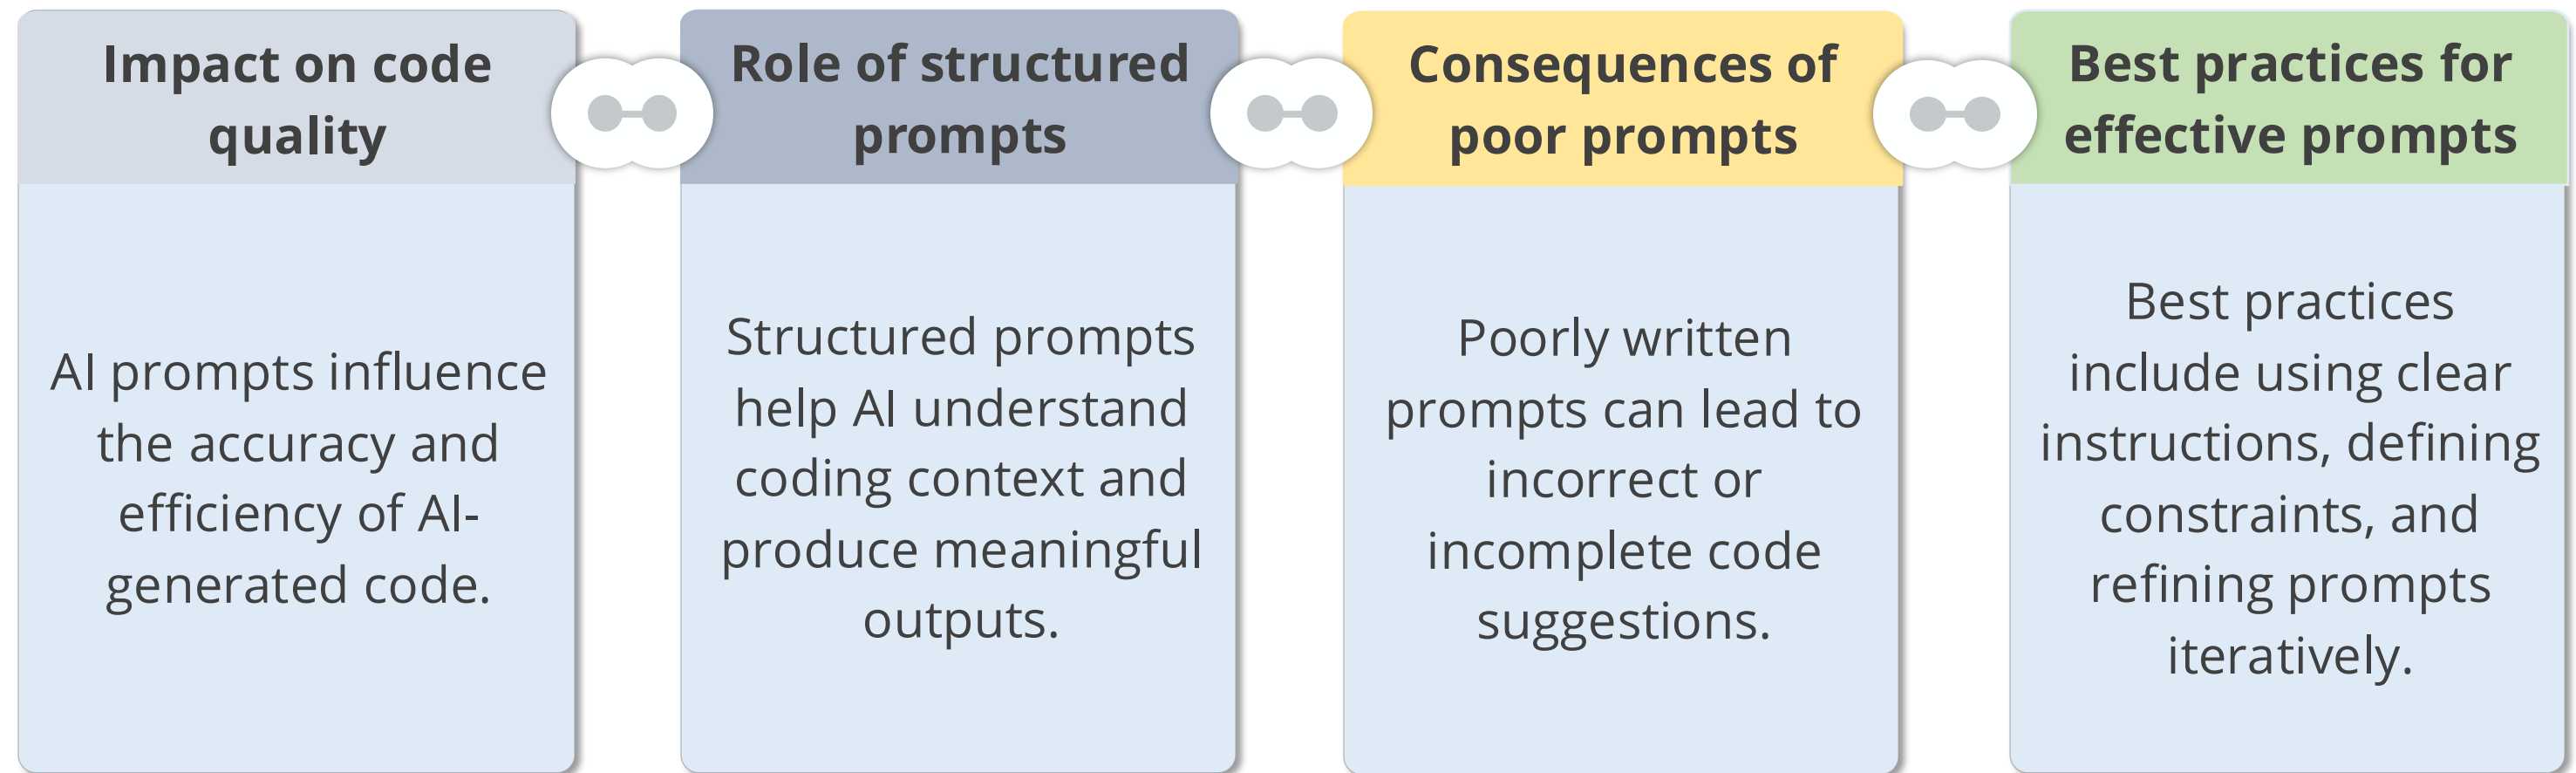 Impact on code
quality
AI prompts influence
the accuracy and
efficiency of AI-
generated code.
Role of structured
prompts
Structured prompts
help AI understand
coding context and
produce meaningful
outputs.
Consequences of
poor prompts
Poorly written
prompts can lead to
incorrect or
incomplete code
suggestions.
Best practices for
effective prompts
Best practices
include using clear
instructions, defining
constraints, and
refining prompts
iteratively.